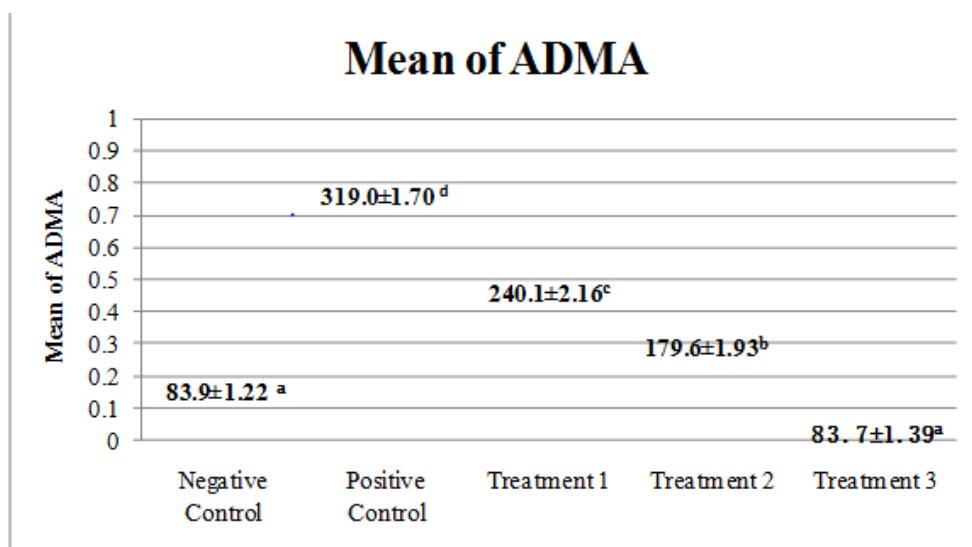 Mean of ADMA
Mean of ADMA
1
0.9
0.8
0.7
0.6
0.5
0.4
0.3
0.2
0.1
0
319.0±1.70 d
240.1±2.16c
179.6±1.93b
83.9±1.22 a
83.7±1.39a
Negative Control
Positive Control
Treatment 1
Treatment 2
Treatment 3